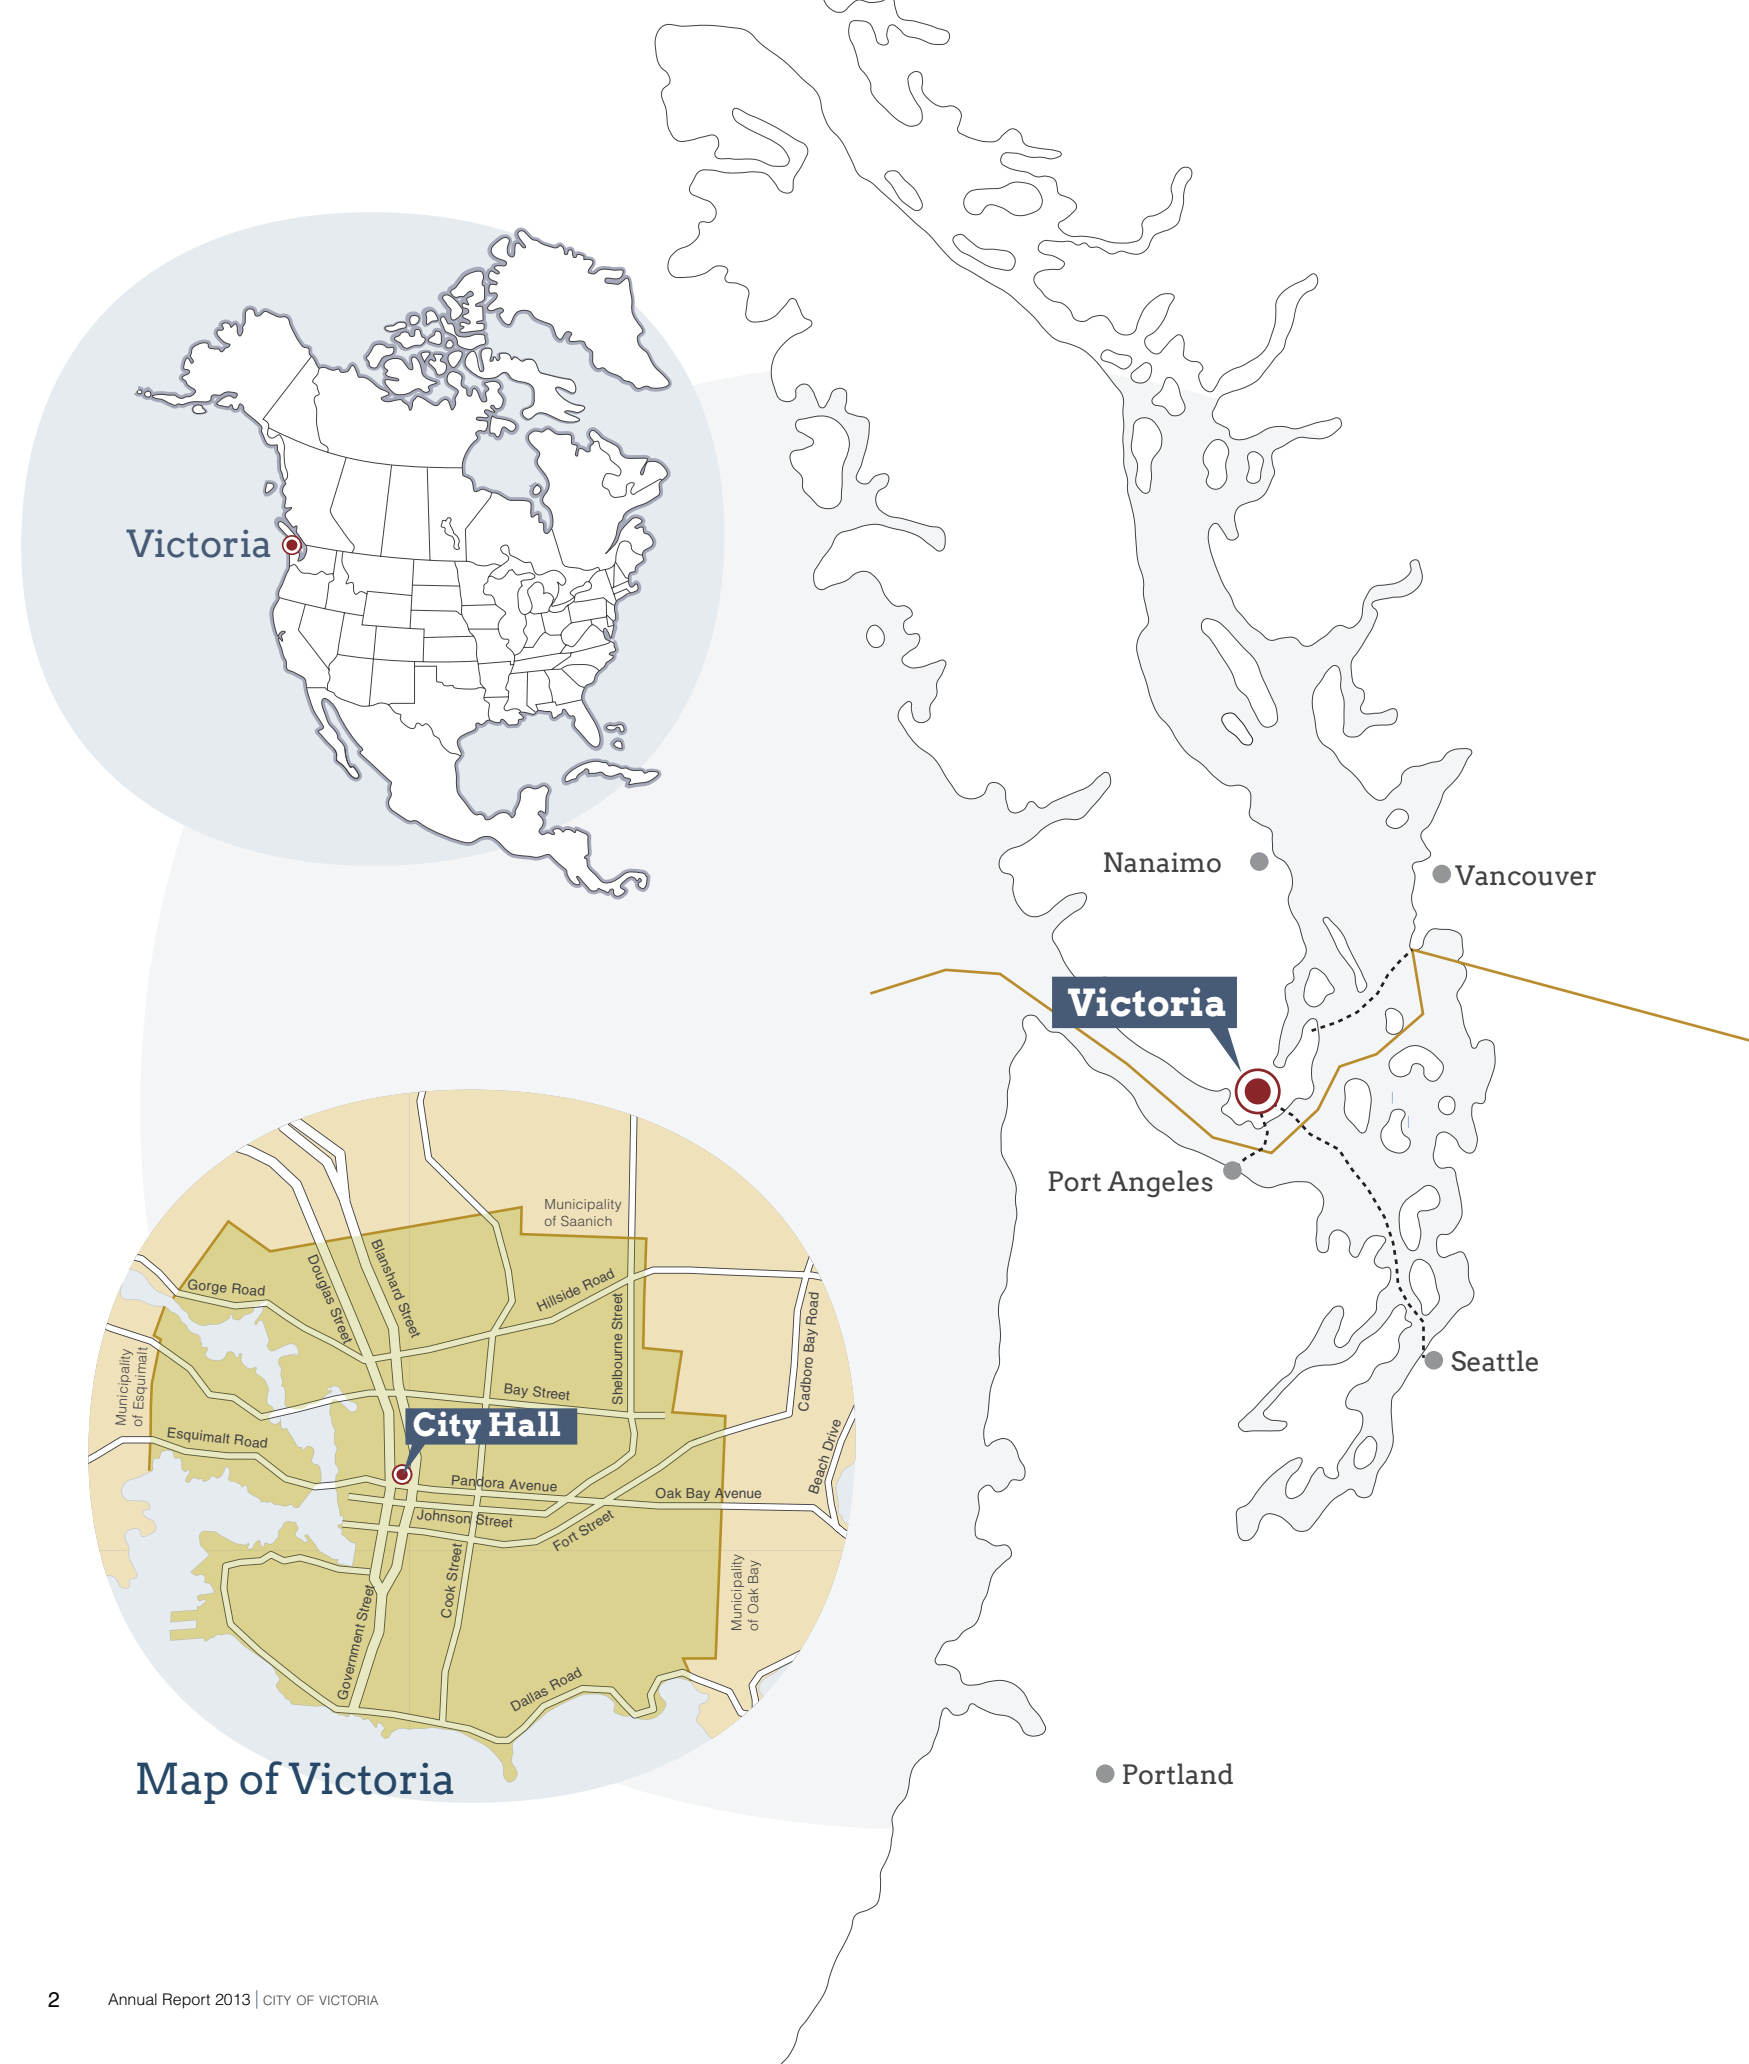 Victoria
Nanaimo
Vancouver
Victoria
Port Angeles
Seattle
Portland
Municipality
of Saanich
Gorge Road
Douglas Street
Blanshard Street
Hillside Road
Shelbourne Street
Cadboro Bay Road
Municipality
of Esquimalt
Bay Street
City Hall
Esquimalt Road
Beach Drive
Pandora Avenue
Oak Bay Avenue
Johnson Street
Fort Street
Cook Street
Municipality
of Oak Bay
Government Street
Dallas Road
Map of Victoria
2 Annual Report 2013 | CITY OF VICTORIA